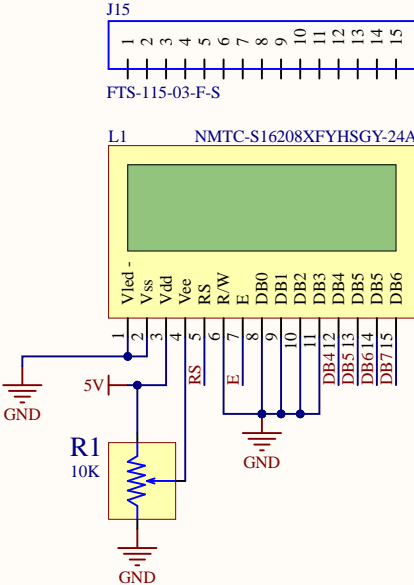 J15
1 2 3 4 5 6 7 8 9 10 11 12 13 14 15
FTS-115-03-F-S
L1 NMTC-S16208XFYHSGY-24A
Vled - Vss Vdd Vee RS R/W E DB0 DB1 DB2 DB3 DB4 DB5 DB5 DB6
1 2 3 4 5 6 7 8 9 10 11 12 13 14 15
RS E DB4 DB5 DB6 DB7
5V
GND
R1
10K
GND
GND